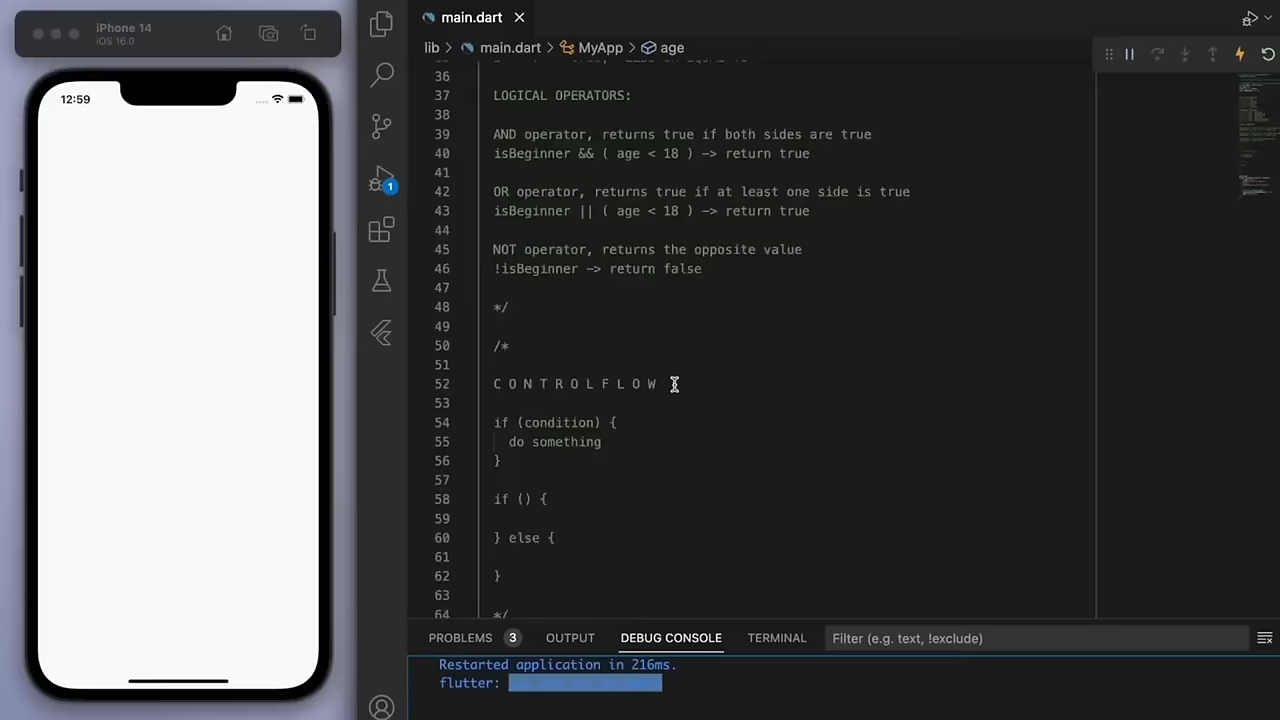 iPhone 14
iOS 16.0
12:59
main.dart
lib > main.dart > MyApp > age
1
36
37 LOGICAL OPERATORS:
38
39 AND operator, returns true if both sides are true
40 isBeginner && ( age < 18 ) -> return true
41
42 OR operator, returns true if at least one side is true
43 isBeginner || ( age < 18 ) -> return true
44
45 NOT operator, returns the opposite value
46 !isBeginner -> return false
47
48 */
49
50 /*
51
52 C O N T R O L F L O W
53
54 if (condition) {
55 do something
56 }
57
58 if () {
59
60 } else {
61
62 }
63
64 */
PROBLEMS 3 OUTPUT DEBUG CONSOLE TERMINAL Filter (e.g. text, !exclude)
Restarted application in 216ms.
flutter: